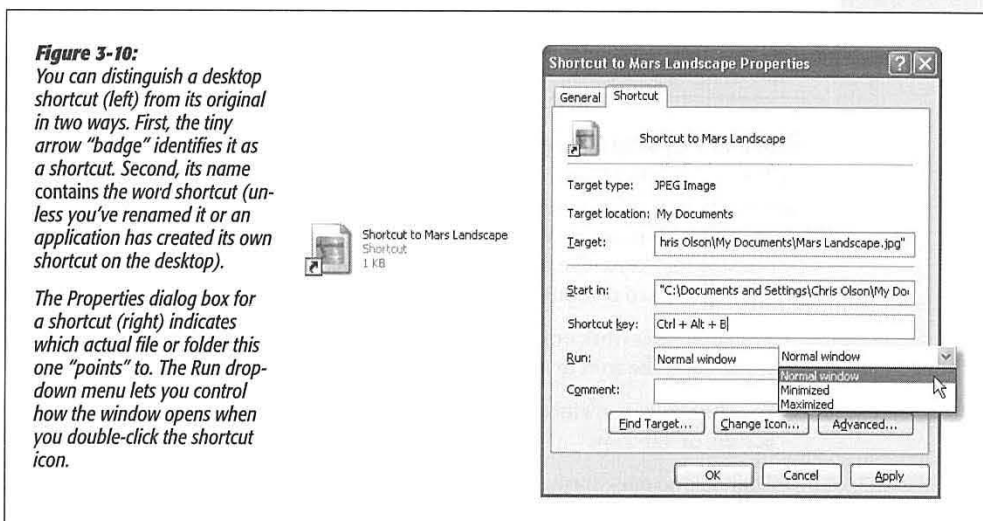 Figure 3-10:
You can distinguish a desktop
shortcut (left) from its original
in two ways. First, the tiny
arrow "badge" identifies it as
a shortcut. Second, its name
contains the word shortcut (un-
less you've renamed it or an
application has created its own
shortcut on the desktop).
The Properties dialog box for
a shortcut (right) indicates
which actual file or folder this
one "points" to. The Run drop-
down menu lets you control
how the window opens when
you double-click the shortcut
icon.
Shortcut to Mars Landscape
Shortcut
1 KB
Shortcut to Mars Landscape Properties
General Shortcut
Shortcut to Mars Landscape
Target type: JPEG Image
Target location: My Documents
Target: hris Olson\My Documents\Mars Landscape.jpg"
Start in: "C:\Documents and Settings\Chris Olson\My Do
Shortcut key: Ctrl + Alt + B
Run: Normal window Normal window
Normal window
Minimized
Maximized
Comment:
Find Target... Change Icon... Advanced...
OK Cancel Apply